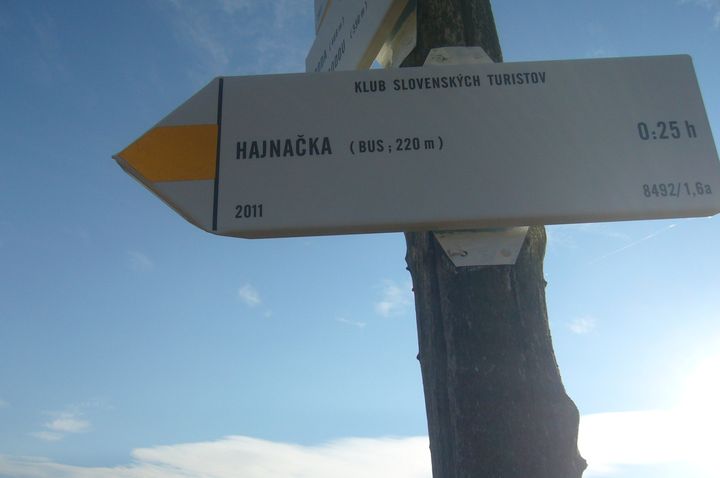 KLUB SLOVENSKÝCH TURISTOV
HAJNAČKA (BUS ; 220 m)
0:25 h
2011
8492/1,6a